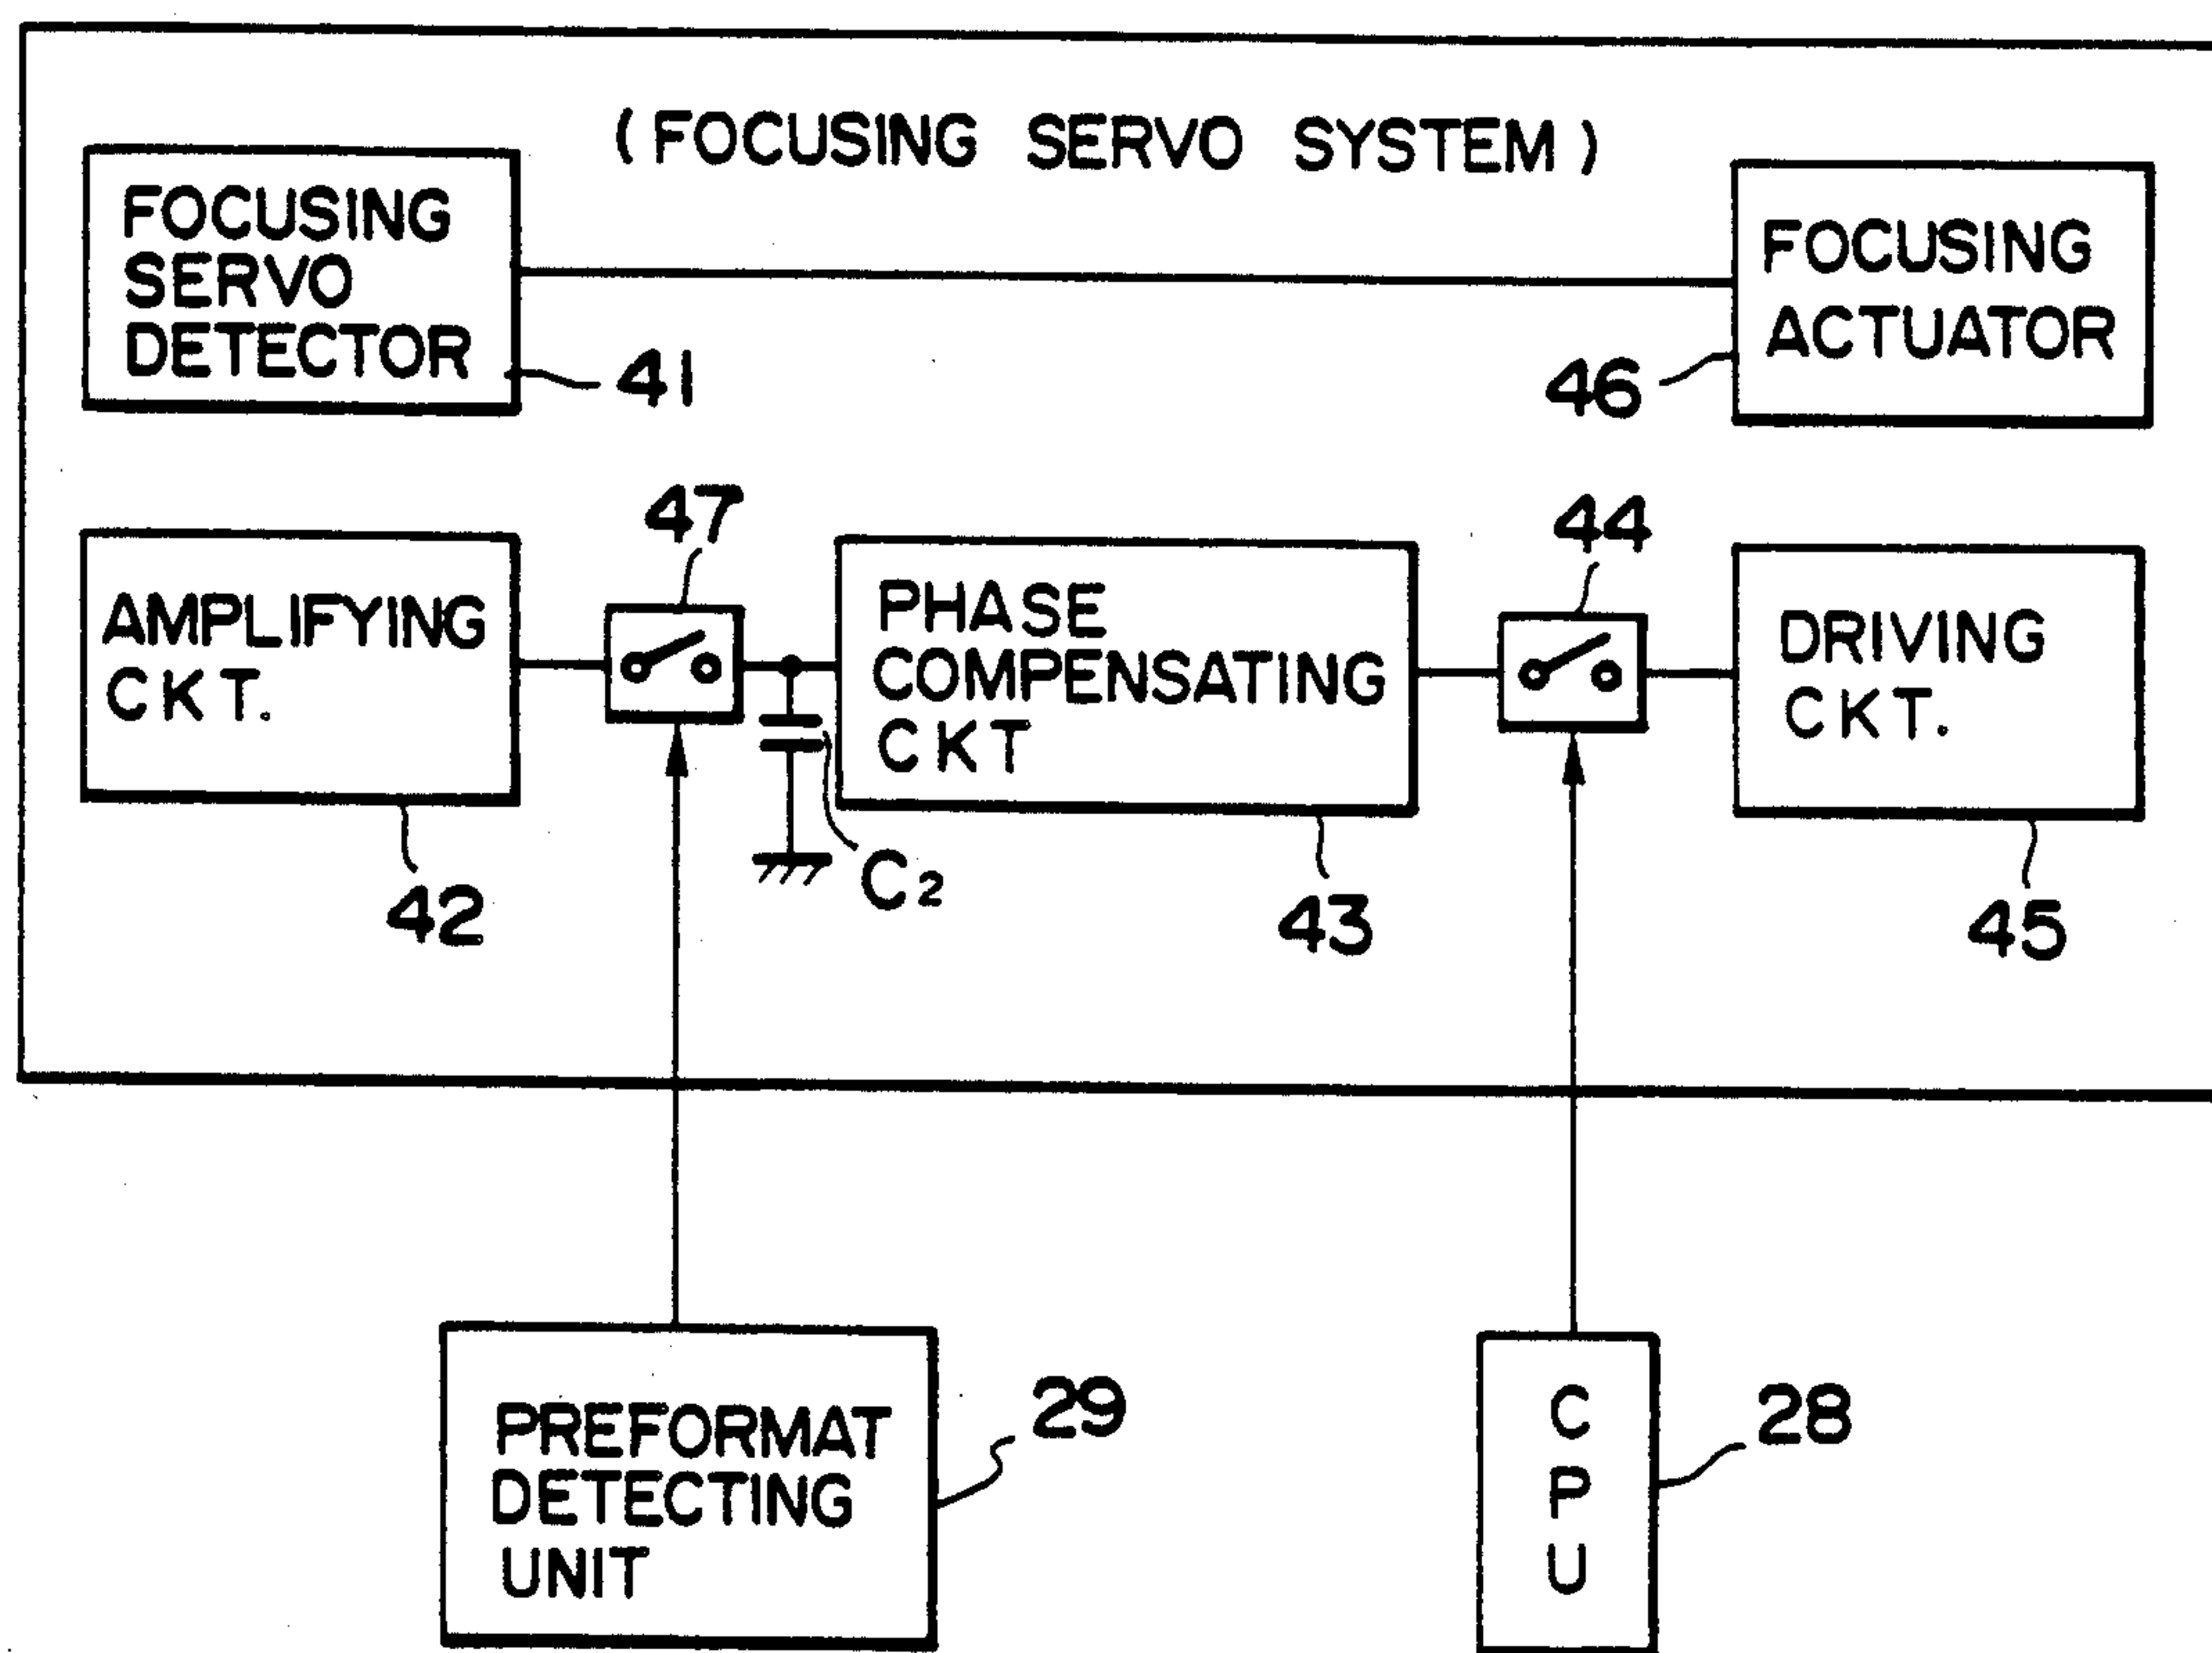 (FOCUSING SERVO SYSTEM)
FOCUSING
SERVO
DETECTOR
41
FOCUSING
ACTUATOR
46
47
44
AMPLIFYING
CKT.
PHASE
COMPENSATING
CKT
DRIVING
CKT.
C2
42
43
45
PREFORMAT
DETECTING
UNIT
29
C
P
U
28